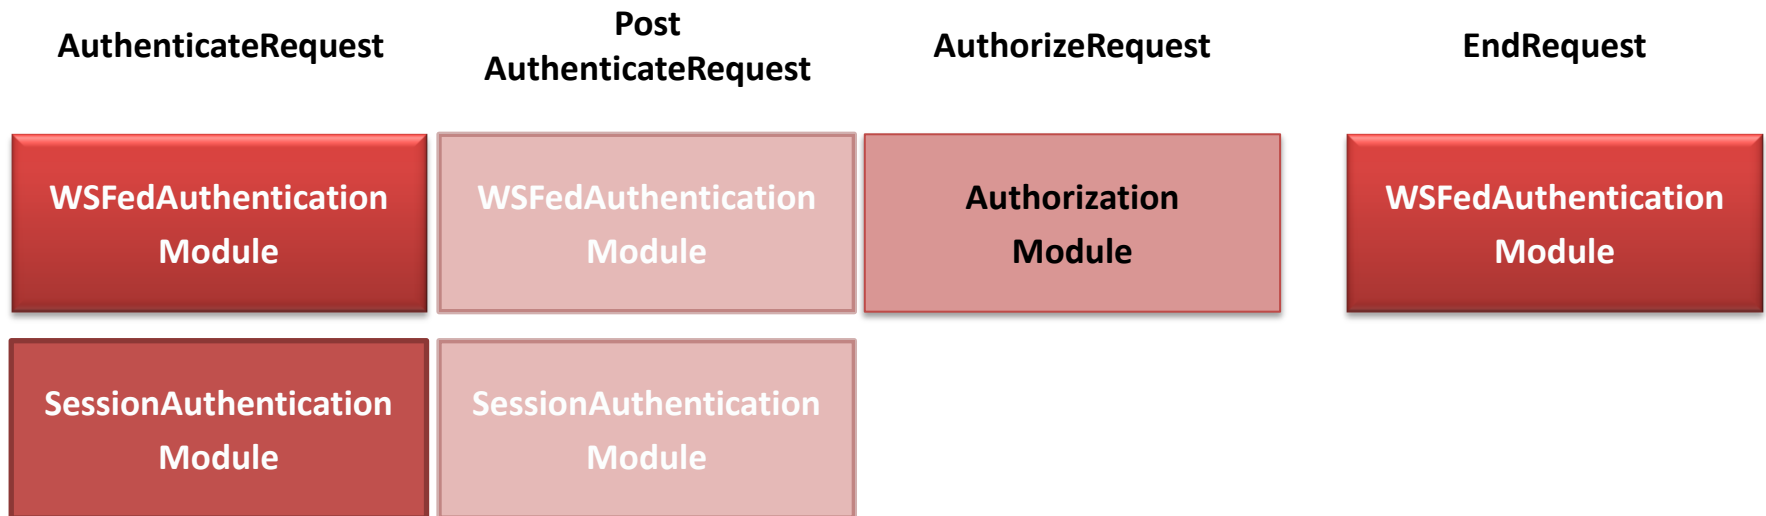 AuthenticateRequest
Post
AuthenticateRequest
AuthorizeRequest
EndRequest
WSFedAuthentication
Module
WSFedAuthentication
Module
Authorization
Module
WSFedAuthentication
Module
SessionAuthentication
Module
SessionAuthentication
Module